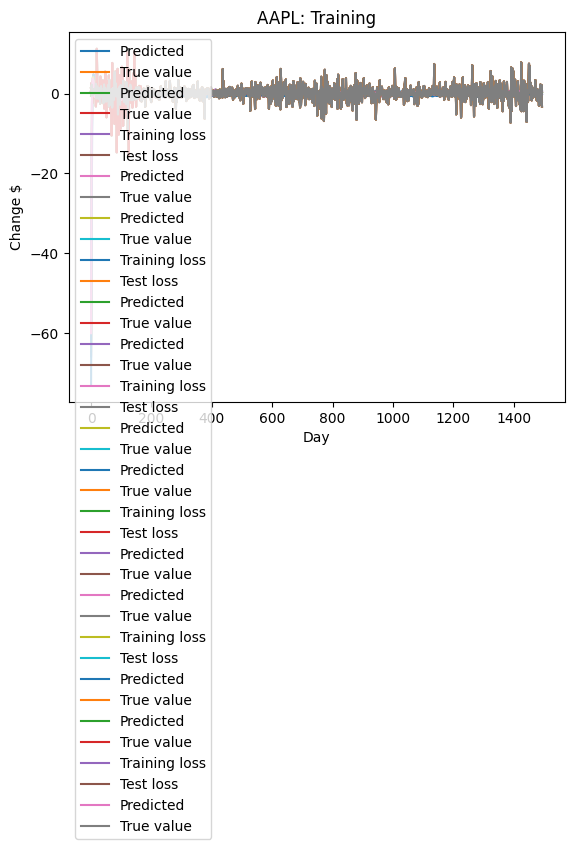 AAPL: Training
Change $
0
−20
−40
−60
Predicted
True value
Predicted
True value
Training loss
Test loss
Predicted
True value
Predicted
True value
Training loss
Test loss
Predicted
True value
Predicted
True value
Training loss
Test loss
Predicted
True value
Predicted
True value
Training loss
Test loss
Predicted
True value
Predicted
True value
Training loss
Test loss
Predicted
True value
Predicted
True value
Training loss
Test loss
Predicted
True value
0 200 400 600 800 1000 1200 1400
Day